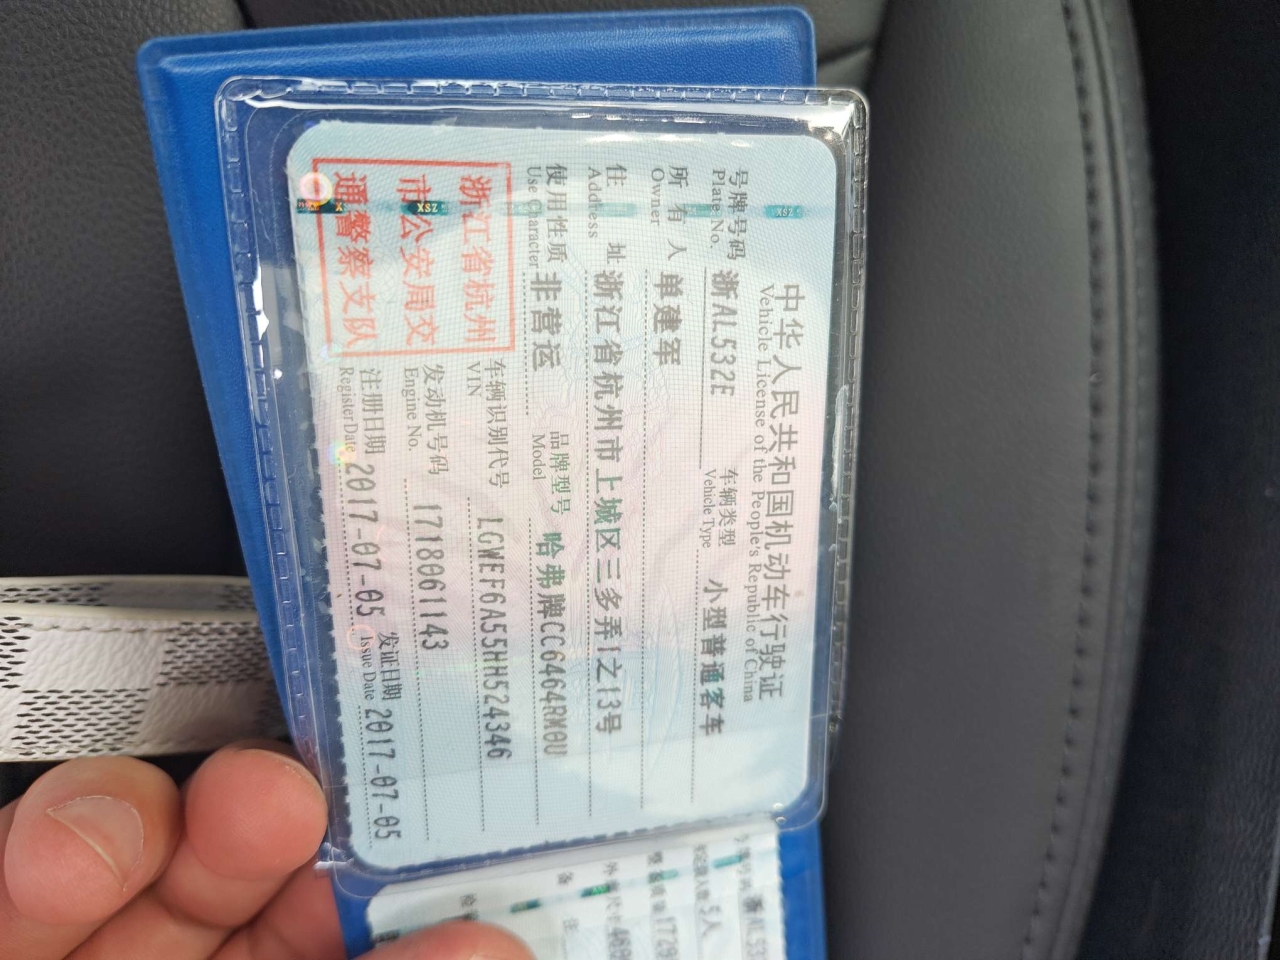 中华人民共和国机动车行驶证
Vehicle License of the People's Republic of China
号牌号码 浙AL532E 车辆类型 小型普通客车
Plate No. Vehicle Type
所有人 单建军
Owner
住址 浙江省杭州市上城区三多弄1之13号
Address
使用性质 非营运 品牌型号 哈弗牌CC6464RM0U
Use Character Model
浙江省杭州
市公安局交
通警察支队
车辆识别代号 LGWEF6A55HH524346
VIN
发动机号码 1718061143
Engine No.
注册日期 2017-07-05 发证日期 2017-07-05
Register Date Issue Date
ZSX ZSX
5人